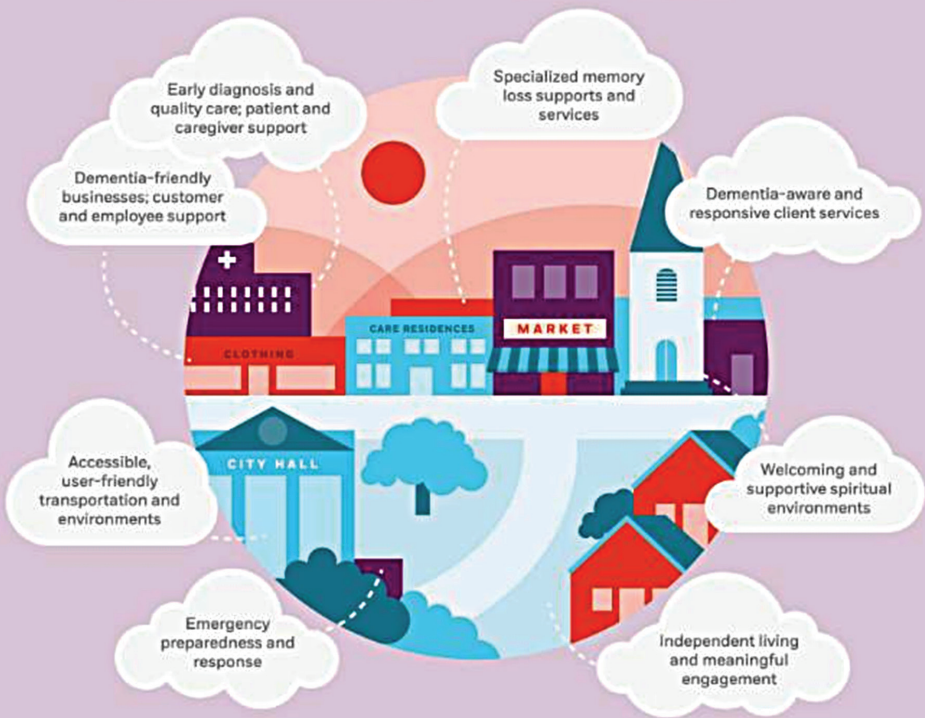 Early diagnosis and
quality care; patient and
caregiver support
Specialized memory
loss supports and
services
Dementia-friendly
businesses; customer
and employee support
Dementia-aware and
responsive client services
CLOTHING
CARE RESIDENCES
MARKET
CITY HALL
Accessible,
user-friendly
transportation and
environments
Welcoming and
supportive spiritual
environments
Emergency
preparedness and
response
Independent living
and meaningful
engagement